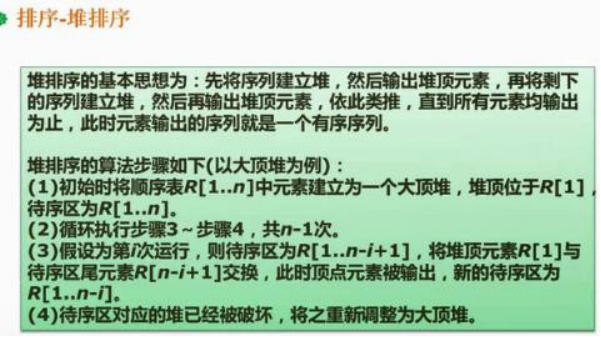 排序-堆排序
堆排序的基本思想为：先将序列建立堆，然后输出堆顶元素，再将剩下
的序列建立堆，然后再输出堆顶元素，依此类推，直到所有元素均输出
为止，此时元素输出的序列就是一个有序序列。
堆排序的算法步骤如下(以大顶堆为例)：
(1)初始时将顺序表R[1..n]中元素建立为一个大顶堆，堆顶位于R[1]，
待序区为R[1..n]。
(2)循环执行步骤3～步骤4，共n-1次。
(3)假设为第i次运行，则待序区为R[1..n-i+1]，将堆顶元素R[1]与
待序区尾元素R[n-i+1]交换，此时顶点元素被输出，新的待序区为
R[1..n-i]。
(4)待序区对应的堆已经被破坏，将之重新调整为大顶堆。